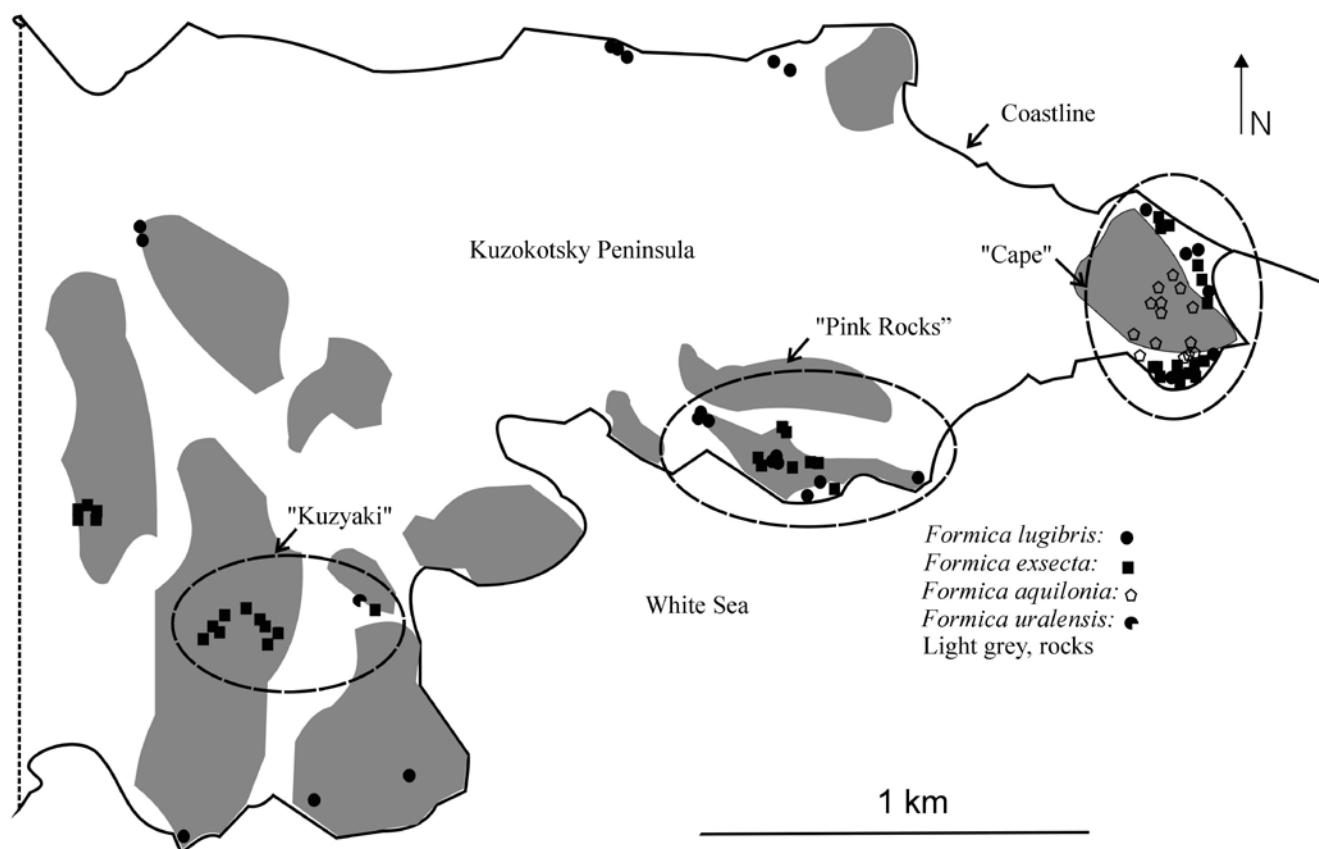 Coastline
N
Kuzokotsky Peninsula
"Cape"
"Pink Rocks”
"Kuzyaki"
Formica lugibris:
Formica exsecta:
Formica aquilonia:
Formica uralensis:
Light grey, rocks
White Sea
1 km